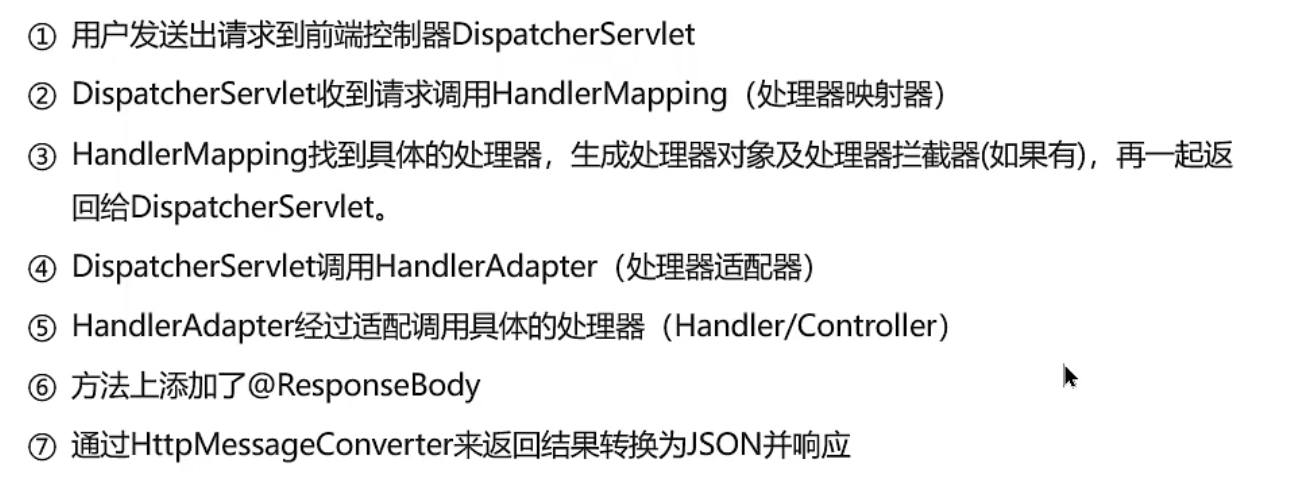 ① 用户发送出请求到前端控制器DispatcherServlet
② DispatcherServlet收到请求调用HandlerMapping（处理器映射器）
③ HandlerMapping找到具体的处理器，生成处理器对象及处理器拦截器(如果有)，再一起返
回给DispatcherServlet。
④ DispatcherServlet调用HandlerAdapter（处理器适配器）
⑤ HandlerAdapter经过适配调用具体的处理器（Handler/Controller）
⑥ 方法上添加了@ResponseBody
⑦ 通过HttpMessageConverter来返回结果转换为JSON并响应